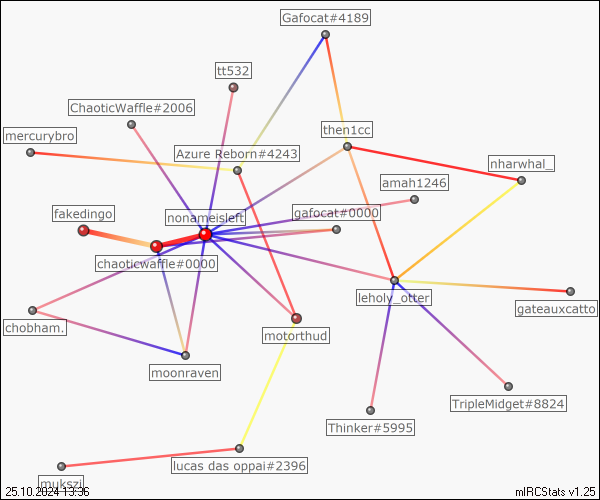 Gafocat#4189
tt532
ChaoticWaffle#2006
then1cc
mercurybro
Azure Reborn#4243
nharwhal_
amah1246
fakedingo
nonameisleft
gafocat#0000
chaoticwaffle#0000
leholy_otter
gateauxcatto
chobham.
motorthud
moonraven
TripleMidget#8824
Thinker#5995
lucas das oppai#2396
mukszi
25.10.2024 13:36
mIRCStats v1.25